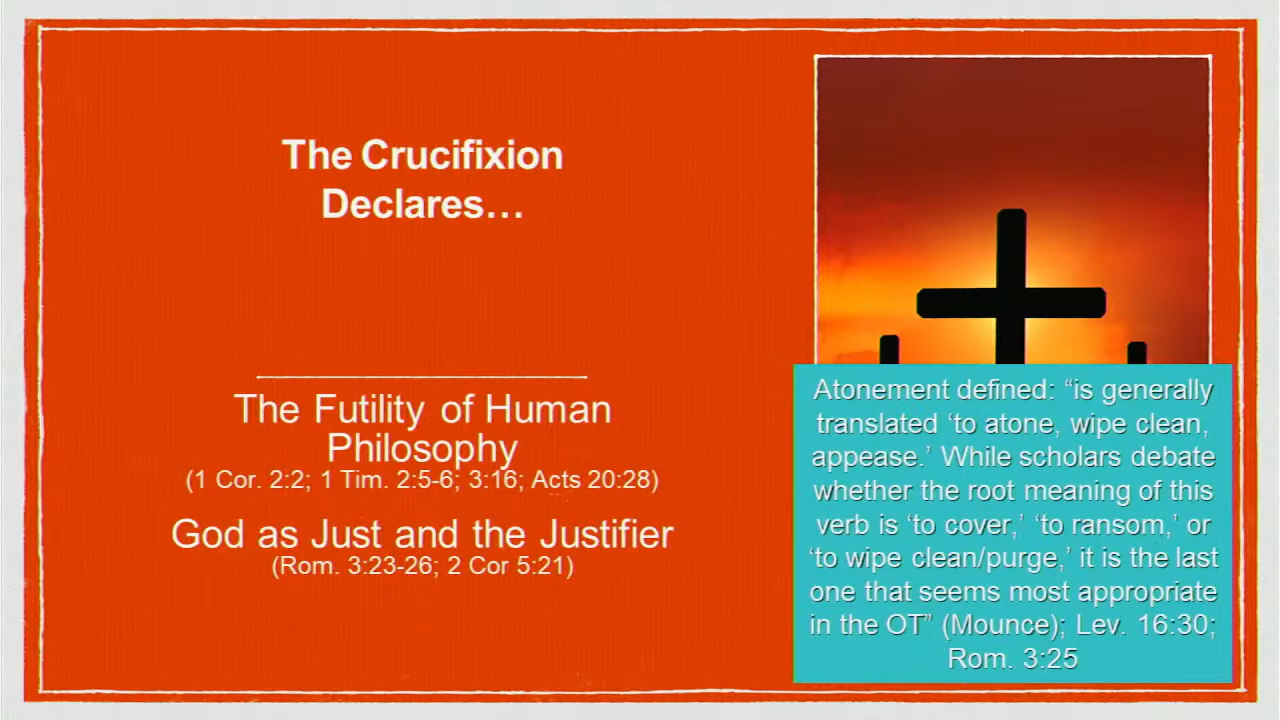 The Crucifixion
Declares…
The Futility of Human
Philosophy
(1 Cor. 2:2; 1 Tim. 2:5-6; 3:16; Acts 20:28)
God as Just and the Justifier
(Rom. 3:23-26; 2 Cor 5:21)
Atonement defined: “is generally
translated ‘to atone, wipe clean,
appease.’ While scholars debate
whether the root meaning of this
verb is ‘to cover,’ ‘to ransom,’ or
‘to wipe clean/purge,’ it is the last
one that seems most appropriate
in the OT” (Mounce); Lev. 16:30;
Rom. 3:25